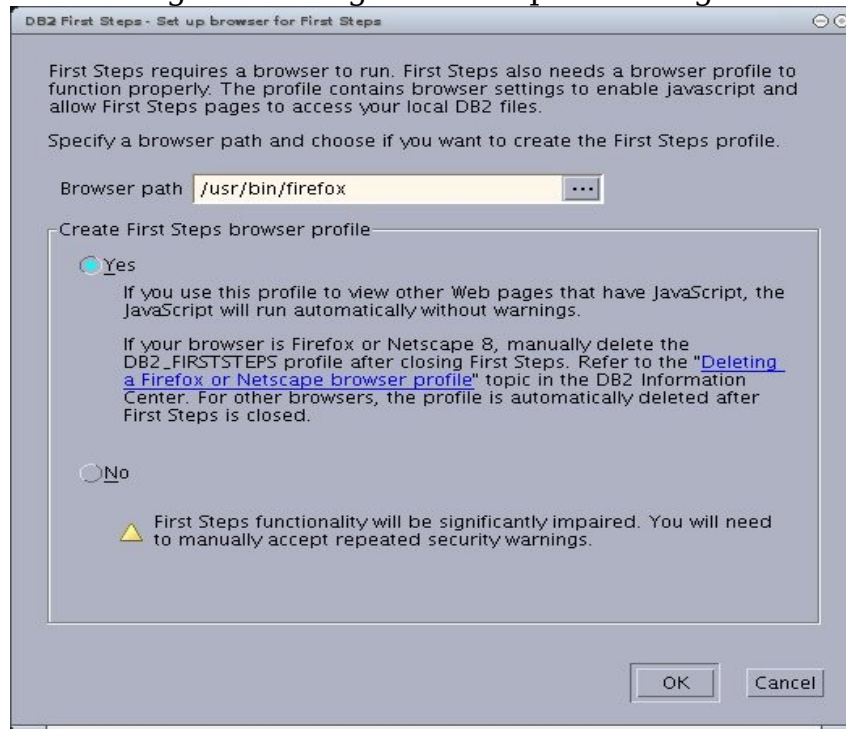 DB2 First Steps - Set up browser for First Steps
First Steps requires a browser to run. First Steps also needs a browser profile to
function properly. The profile contains browser settings to enable javascript and
allow First Steps pages to access your local DB2 files.
Specify a browser path and choose if you want to create the First Steps profile.
Browser path /usr/bin/firefox ...
Create First Steps browser profile
Yes
If you use this profile to view other Web pages that have JavaScript, the
JavaScript will run automatically without warnings.
If your browser is Firefox or Netscape 8, manually delete the
DB2_FIRSTSTEPS profile after closing First Steps. Refer to the "Deleting
a Firefox or Netscape browser profile" topic in the DB2 Information
Center. For other browsers, the profile is automatically deleted after
First Steps is closed.
No
First Steps functionality will be significantly impaired. You will need
to manually accept repeated security warnings.
OK Cancel